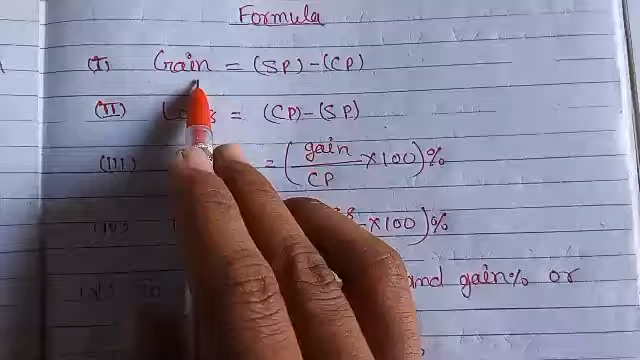 Formula
(I) Gain = (SP)-(CP)
(II) = (CP)-(SP)
(III) = (gain/CP ×100)%
(IV) ×100)%
and gain% or